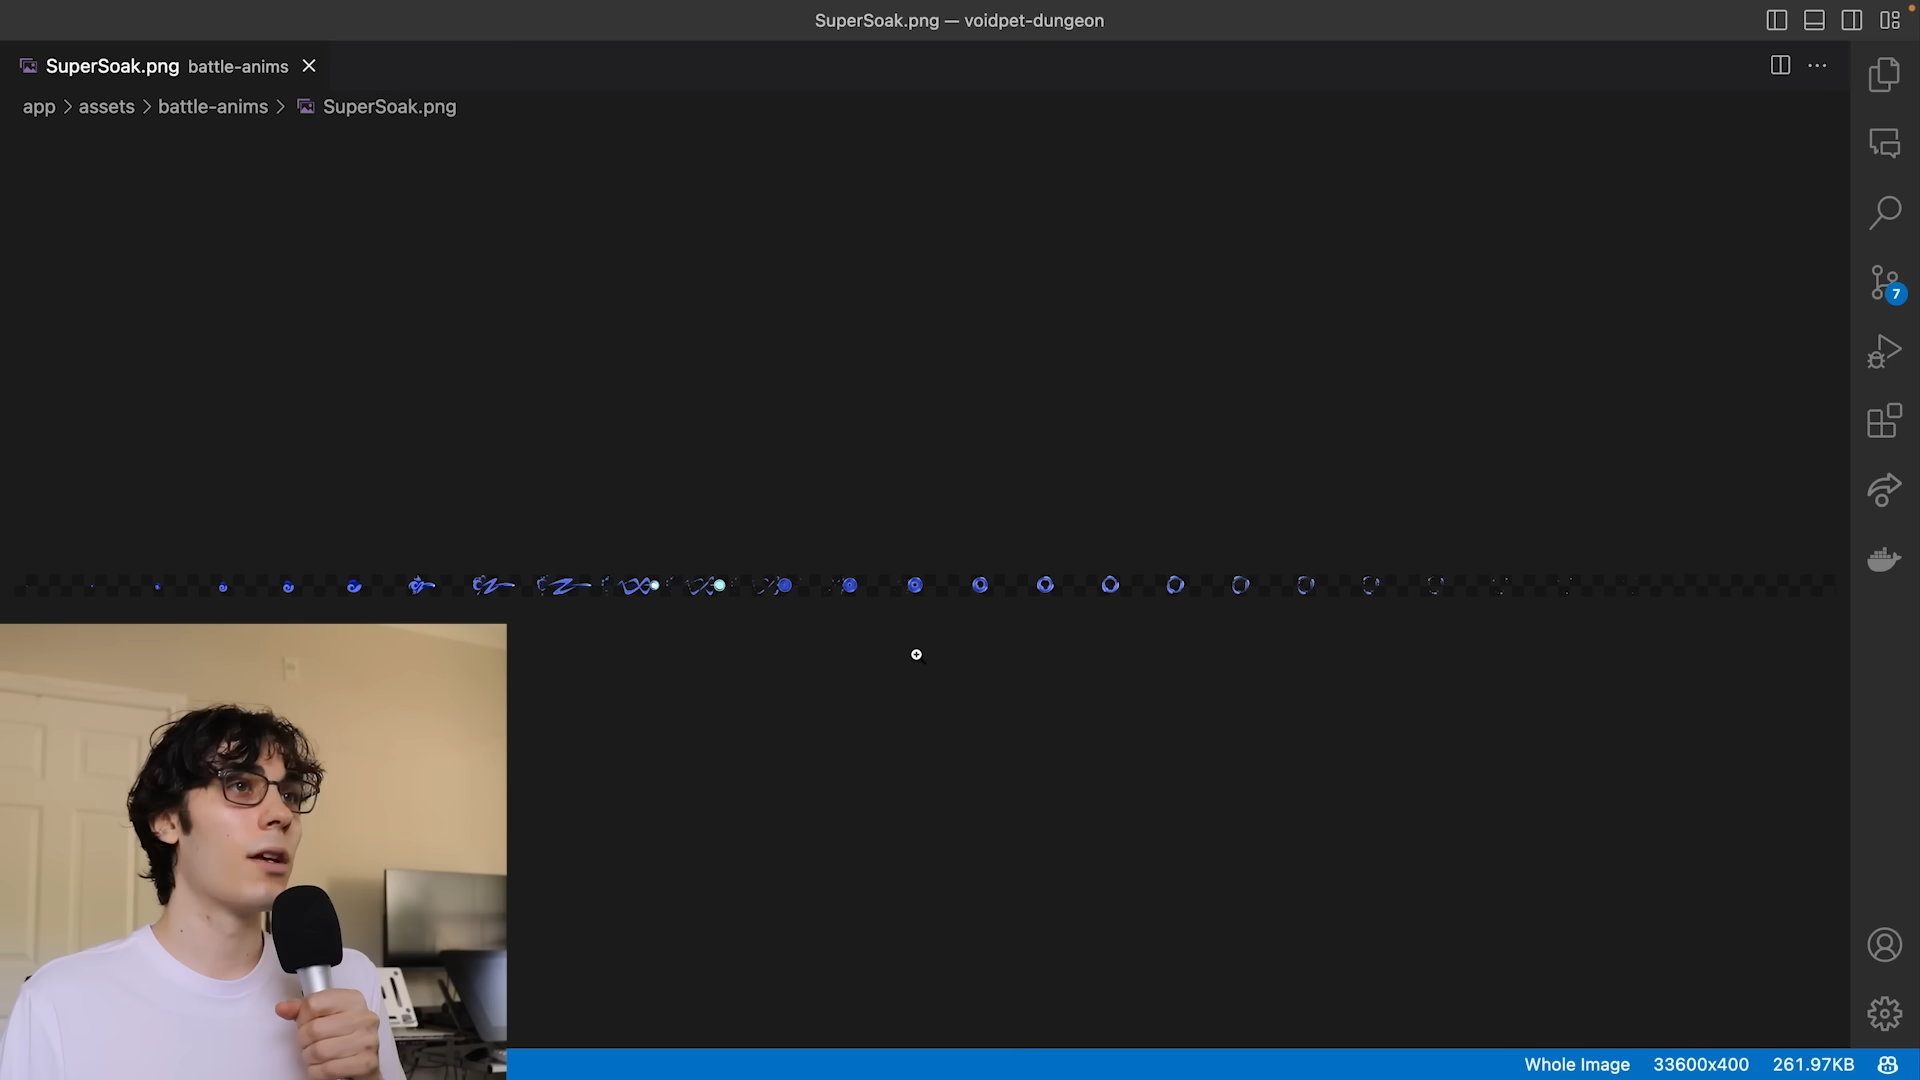 SuperSoak.png — voidpet-dungeon
SuperSoak.png battle-anims
app > assets > battle-anims > SuperSoak.png
7
Whole Image 33600x400 261.97KB